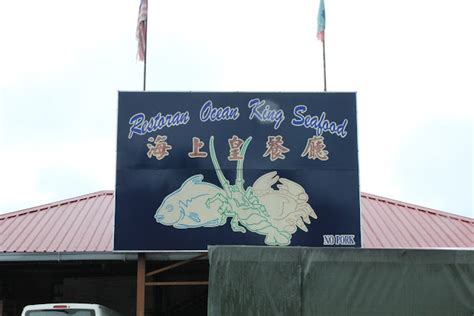 Restoran Ocean King Seafood
海上皇餐廳
NO PORK